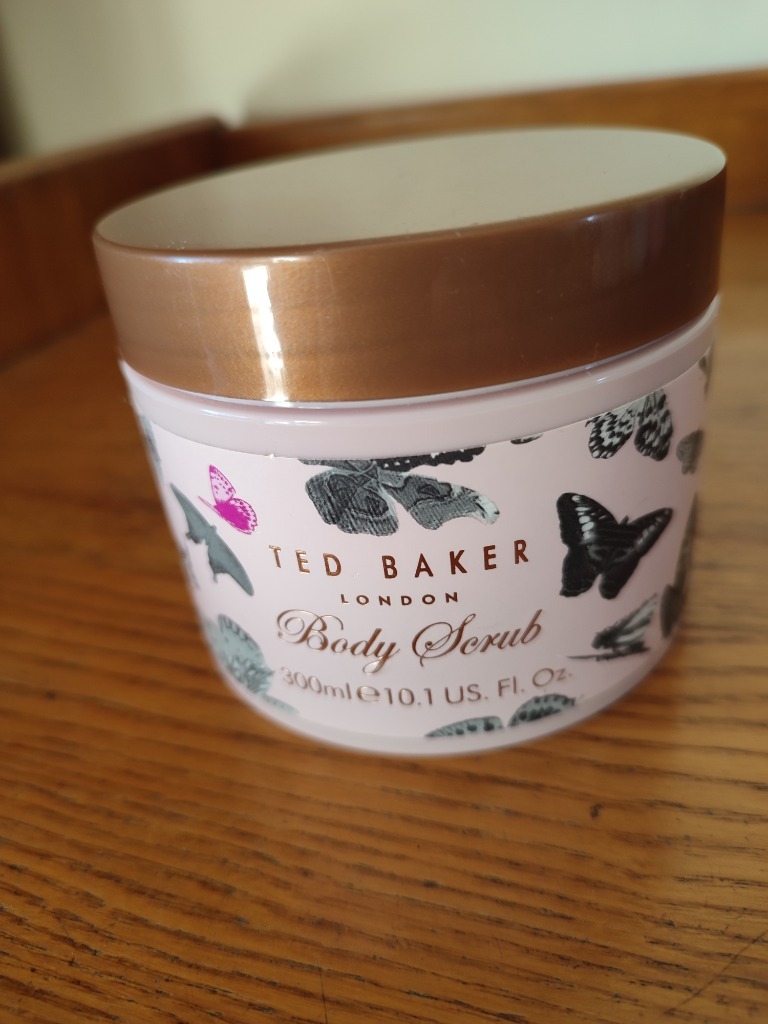 TED BAKER
LONDON
Body Scrub
300ml℮10.1 US. Fl. Oz.